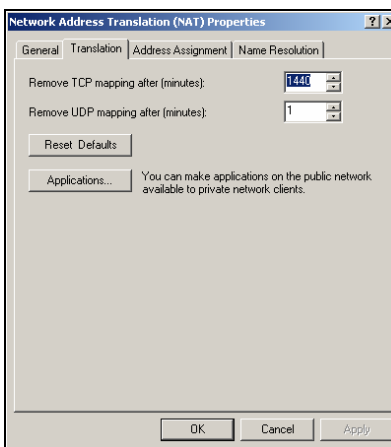 Network Address Translation (NAT) Properties
General Translation Address Assignment Name Resolution
Remove TCP mapping after (minutes): 1440
Remove UDP mapping after (minutes): 1
Reset Defaults
Applications... You can make applications on the public network
available to private network clients.
OK Cancel Apply